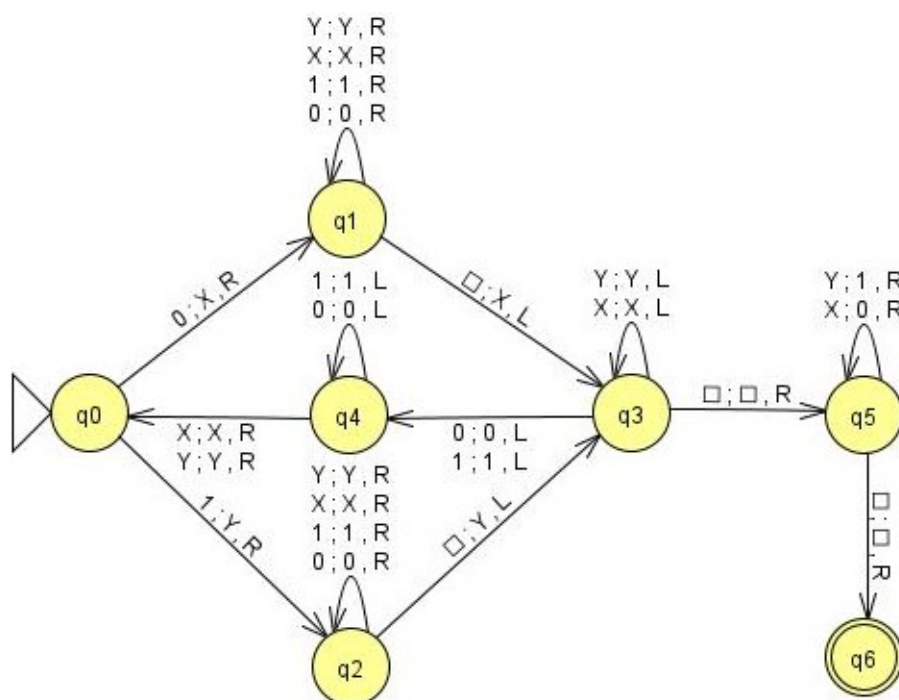 Y ; Y , R
X ; X , R
1 ; 1 , R
0 ; 0 , R
q1
0 ; X , R
□ ; X , L
1 ; 1 , L
0 ; 0 , L
Y ; Y , L
X ; X , L
Y ; 1 , R
X ; 0 , R
q0
q4
q3
□ ; □ , R
q5
X ; X , R
Y ; Y , R
0 ; 0 , L
1 ; 1 , L
1 ; Y , R
Y ; Y , R
X ; X , R
1 ; 1 , R
0 ; 0 , R
□ ; Y , L
□ ; □ , R
q2
q6